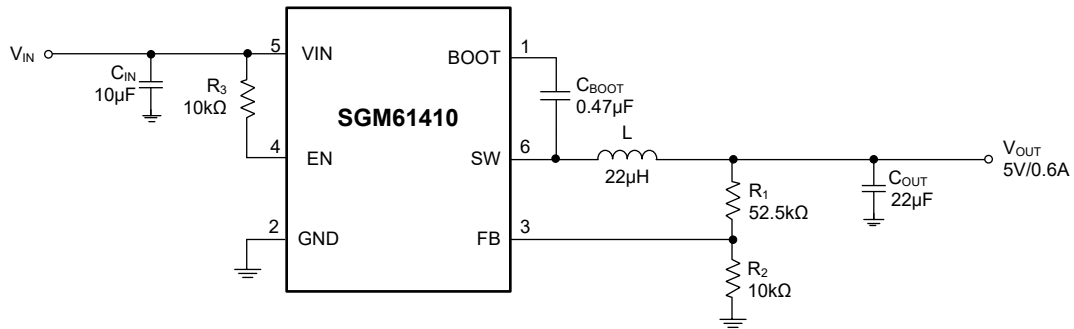 VIN
CIN
10µF
R3
10kΩ
5
VIN
4
EN
2
GND
SGM61410
BOOT
1
SW
6
FB
3
CBOOT
0.47µF
L
22µH
R1
52.5kΩ
R2
10kΩ
COUT
22µF
VOUT
5V/0.6A